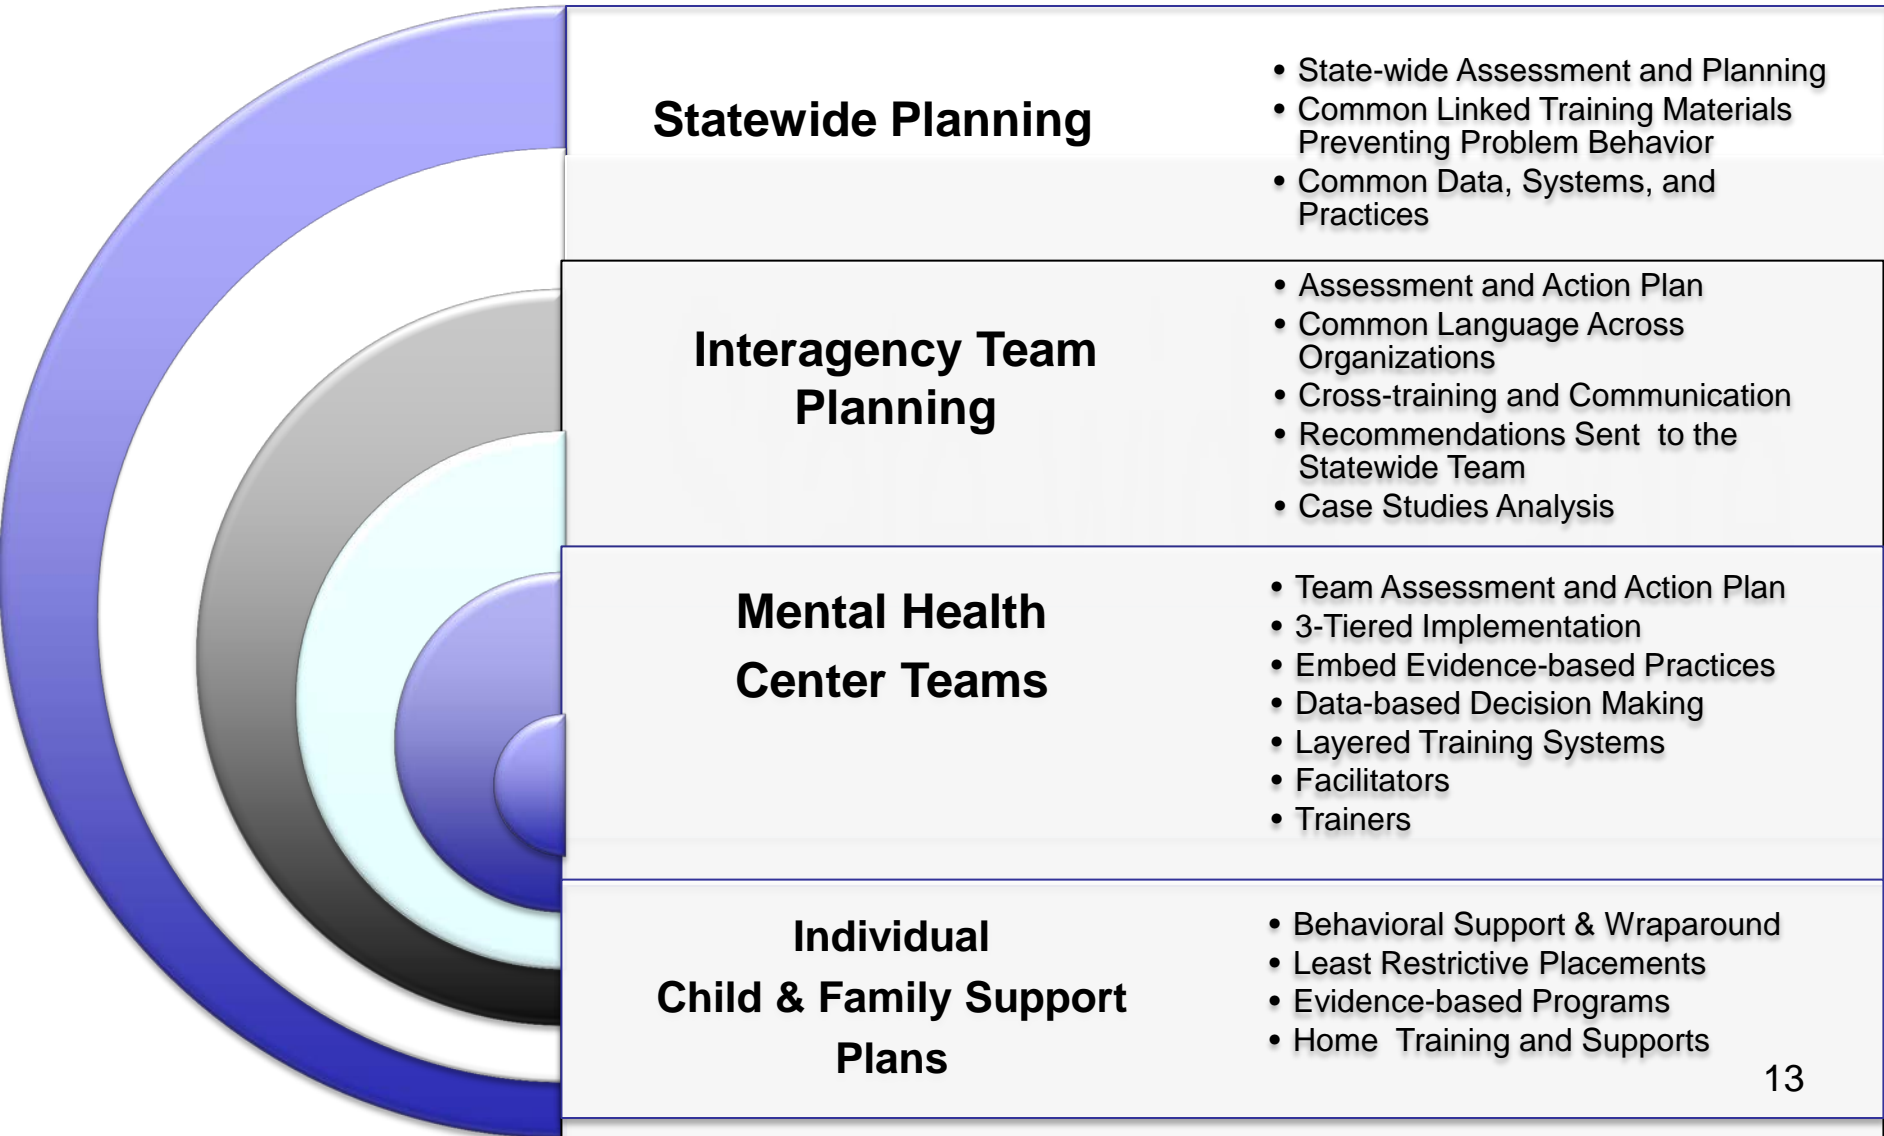 Statewide Planning
• State-wide Assessment and Planning
• Common Linked Training Materials
Preventing Problem Behavior
• Common Data, Systems, and
Practices
Interagency Team
Planning
• Assessment and Action Plan
• Common Language Across
Organizations
• Cross-training and Communication
• Recommendations Sent to the
Statewide Team
• Case Studies Analysis
Mental Health
Center Teams
• Team Assessment and Action Plan
• 3-Tiered Implementation
• Embed Evidence-based Practices
• Data-based Decision Making
• Layered Training Systems
• Facilitators
• Trainers
Individual
Child & Family Support
Plans
• Behavioral Support & Wraparound
• Least Restrictive Placements
• Evidence-based Programs
• Home Training and Supports
13